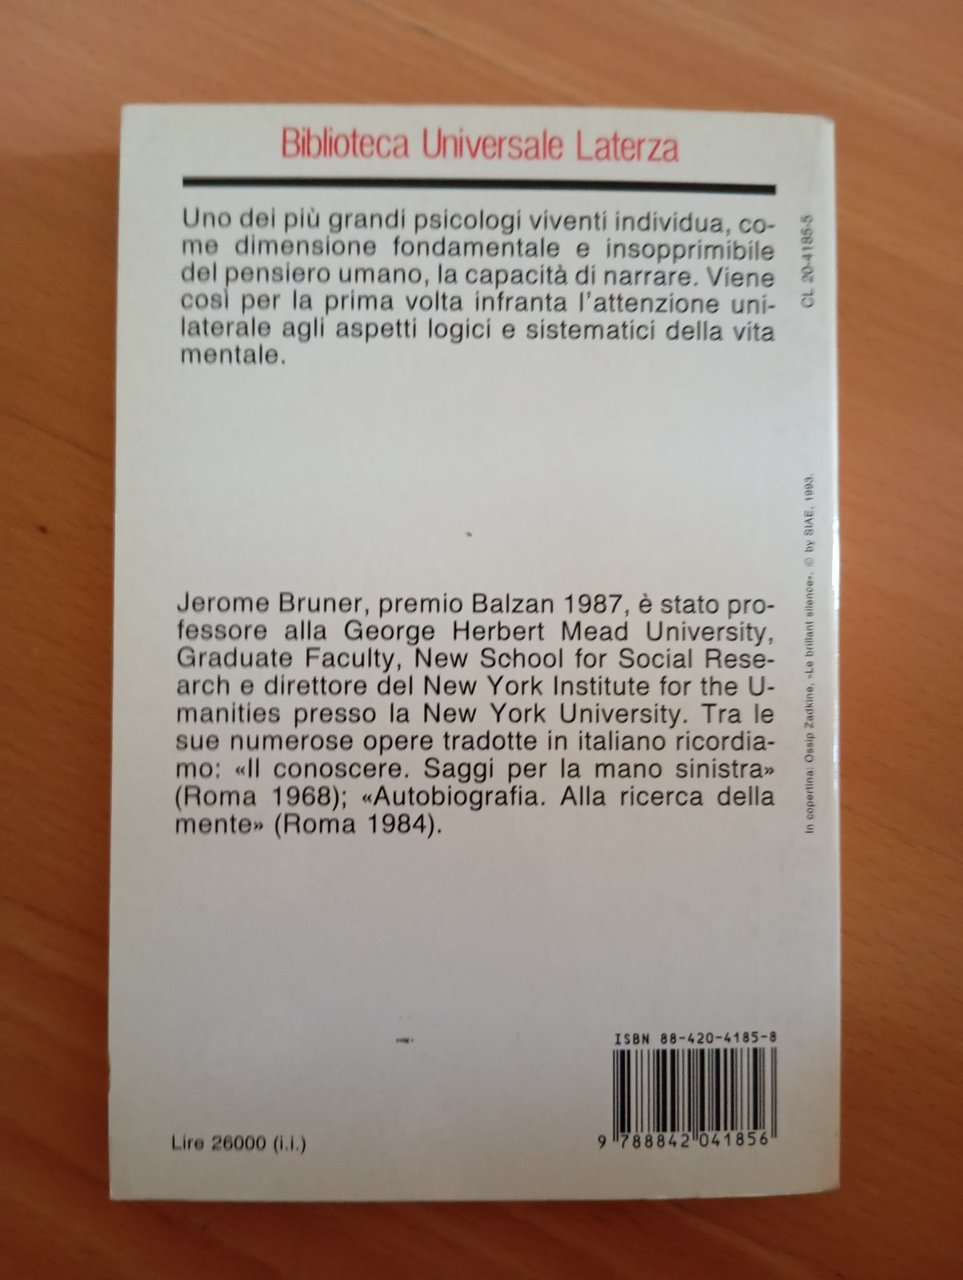 Biblioteca Universale Laterza
Uno dei più grandi psicologi viventi individua, co-
me dimensione fondamentale e insopprimibile
del pensiero umano, la capacità di narrare. Viene
così per la prima volta infranta l'attenzione uni-
laterale agli aspetti logici e sistematici della vita
mentale.
Jerome Bruner, premio Balzan 1987, è stato pro-
fessore alla George Herbert Mead University,
Graduate Faculty, New School for Social Rese-
arch e direttore del New York Institute for the U-
manities presso la New York University. Tra le
sue numerose opere tradotte in italiano ricordia-
mo: «Il conoscere. Saggi per la mano sinistra»
(Roma 1968); «Autobiografia. Alla ricerca della
mente» (Roma 1984).
CL 20-4185-5
In copertina: Ossip Zadkine, «Le brillant silence». © by SIAE, 1993.
Lire 26000 (i.i.)
ISBN 88-420-4185-8
9 788842 041856